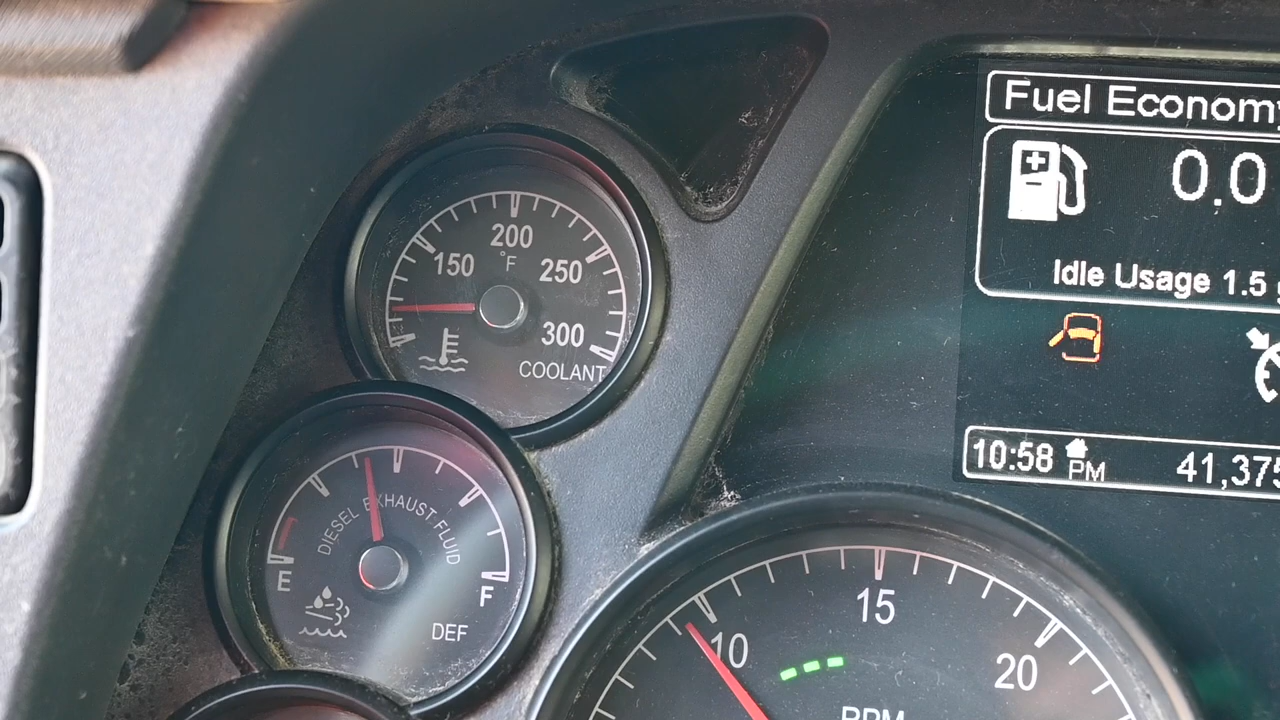 Fuel Economy
0.0
Idle Usage 1.5
10:58 PM 41,375
200
°F
150
250
300
COOLANT
DIESEL EXHAUST FLUID
E
F
DEF
10
15
20
RPM